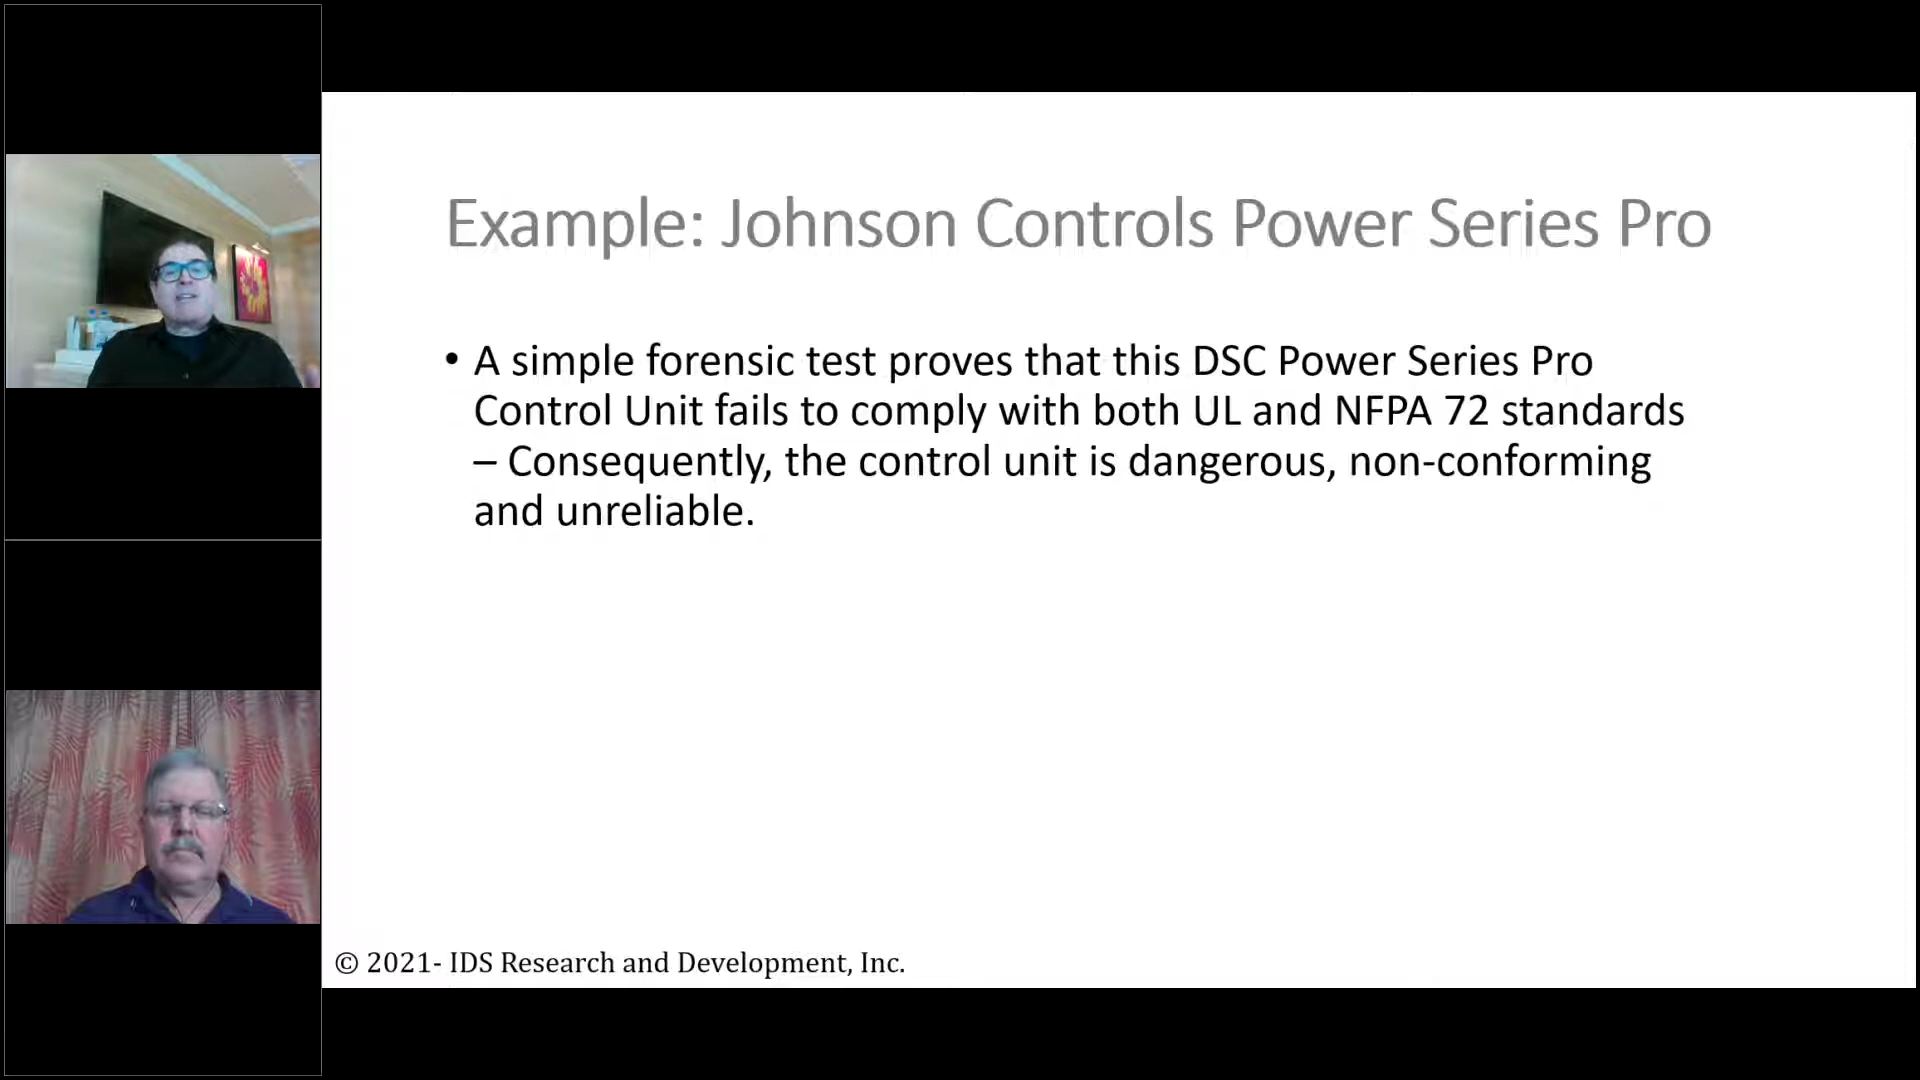 Example: Johnson Controls Power Series Pro
• A simple forensic test proves that this DSC Power Series Pro
Control Unit fails to comply with both UL and NFPA 72 standards
– Consequently, the control unit is dangerous, non-conforming
and unreliable.
© 2021- IDS Research and Development, Inc.